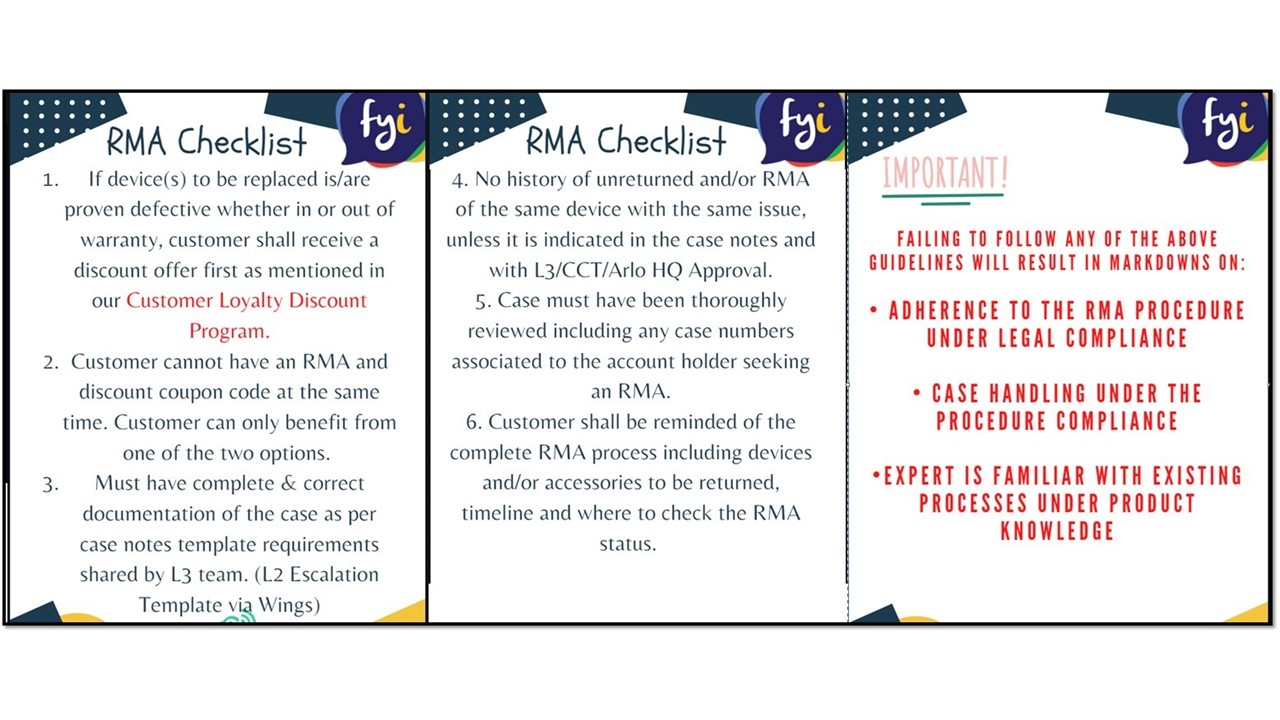 fyi
RMA Checklist
1. If device(s) to be replaced is/are
proven defective whether in or out of
warranty, customer shall receive a
discount offer first as mentioned in
our Customer Loyalty Discount
Program.
2. Customer cannot have an RMA and
discount coupon code at the same
time. Customer can only benefit from
one of the two options.
3. Must have complete & correct
documentation of the case as per
case notes template requirements
shared by L3 team. (L2 Escalation
Template via Wings)
fyi
RMA Checklist
4. No history of unreturned and/or RMA
of the same device with the same issue,
unless it is indicated in the case notes and
with L3/CCT/Arlo HQ Approval.
5. Case must have been thoroughly
reviewed including any case numbers
associated to the account holder seeking
an RMA.
6. Customer shall be reminded of the
complete RMA process including devices
and/or accessories to be returned,
timeline and where to check the RMA
status.
fyi
IMPORTANT!
FAILING TO FOLLOW ANY OF THE ABOVE
GUIDELINES WILL RESULT IN MARKDOWNS ON:
• ADHERENCE TO THE RMA PROCEDURE
UNDER LEGAL COMPLIANCE
• CASE HANDLING UNDER THE
PROCEDURE COMPLIANCE
•EXPERT IS FAMILIAR WITH EXISTING
PROCESSES UNDER PRODUCT
KNOWLEDGE